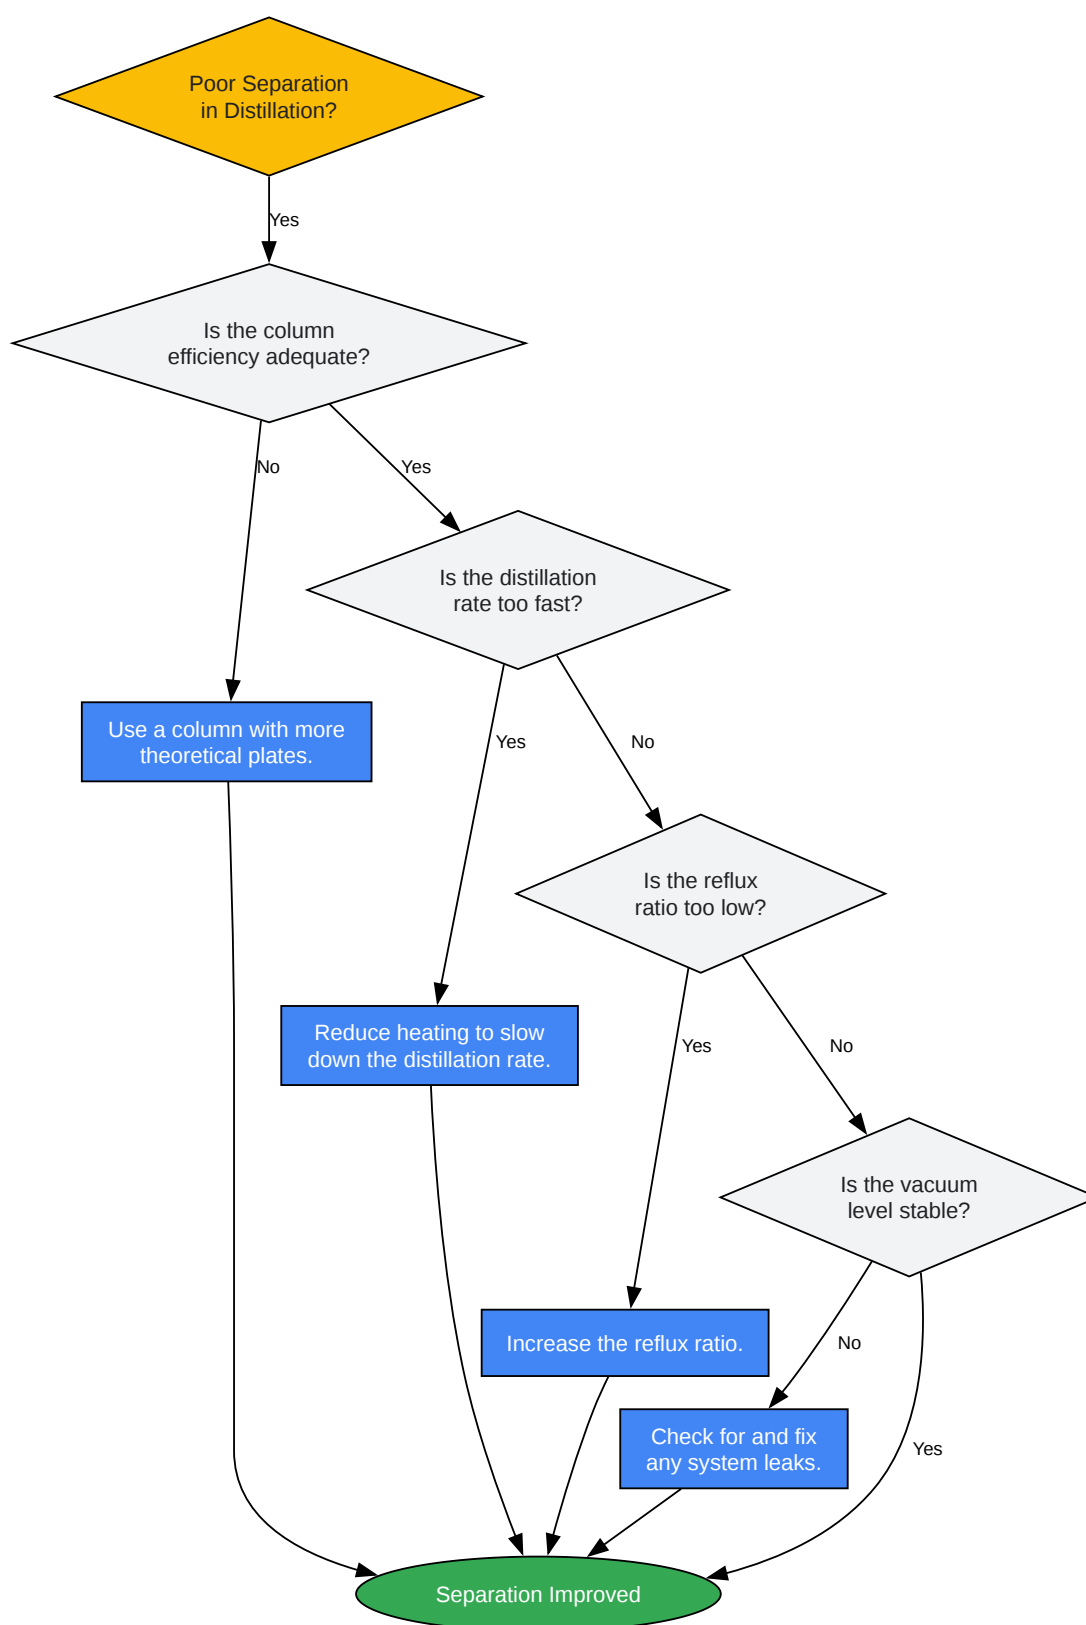 Poor Separation
in Distillation?
Yes
Is the column
efficiency adequate?
No
Yes
Is the distillation
rate too fast?
Use a column with more
theoretical plates.
Yes
No
Is the reflux
ratio too low?
Reduce heating to slow
down the distillation rate.
Yes
No
Is the vacuum
level stable?
Increase the reflux ratio.
No
Check for and fix
any system leaks.
Yes
Separation Improved